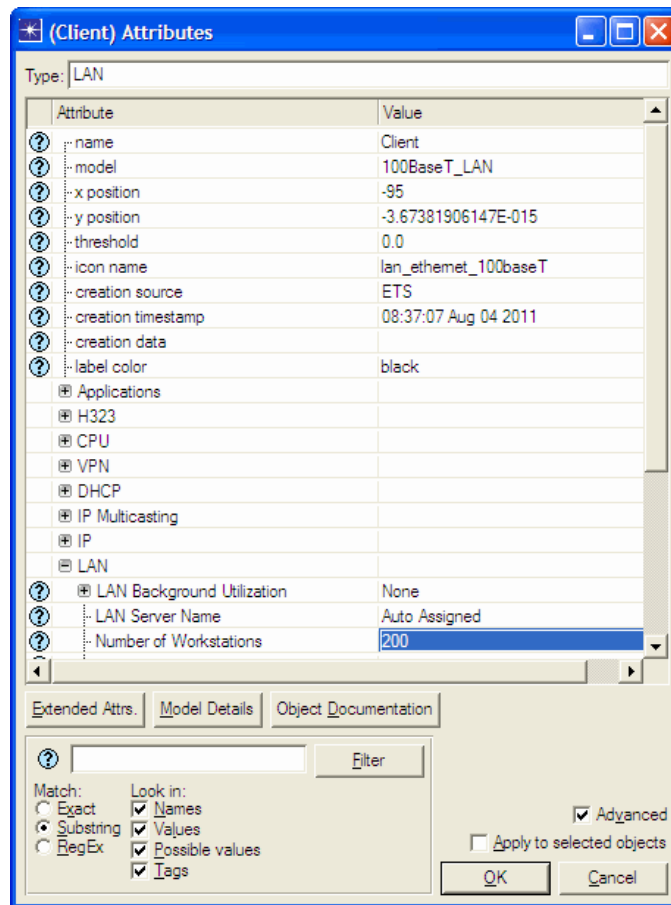 (Client) Attributes
Type: LAN
Attribute Value
name Client
model 100BaseT_LAN
x position -95
y position -3.67381906147E-015
threshold 0.0
icon name lan_ethernet_100baseT
creation source ETS
creation timestamp 08:37:07 Aug 04 2011
creation data
label color black
Applications
H323
CPU
VPN
DHCP
IP Multicasting
IP
LAN
LAN Background Utilization None
LAN Server Name Auto Assigned
Number of Workstations 200
Extended Attrs. Model Details Object Documentation
Filter
Match: Look in:
Exact Names
Substring Values
RegEx Possible values
Tags
Advanced
Apply to selected objects
OK Cancel